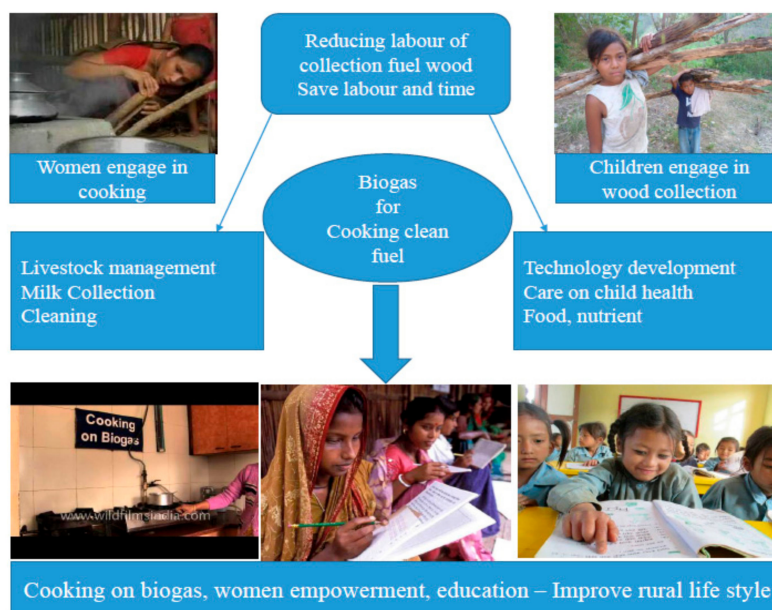 Reducing labour of
collection fuel wood
Save labour and time
Women engage in
cooking
Children engage in
wood collection
Biogas
for
Cooking clean
fuel
Livestock management
Milk Collection
Cleaning
Technology development
Care on child health
Food, nutrient
Cooking
on Biogas
www.wildfilmsindia.com
Cooking on biogas, women empowerment, education – Improve rural life style